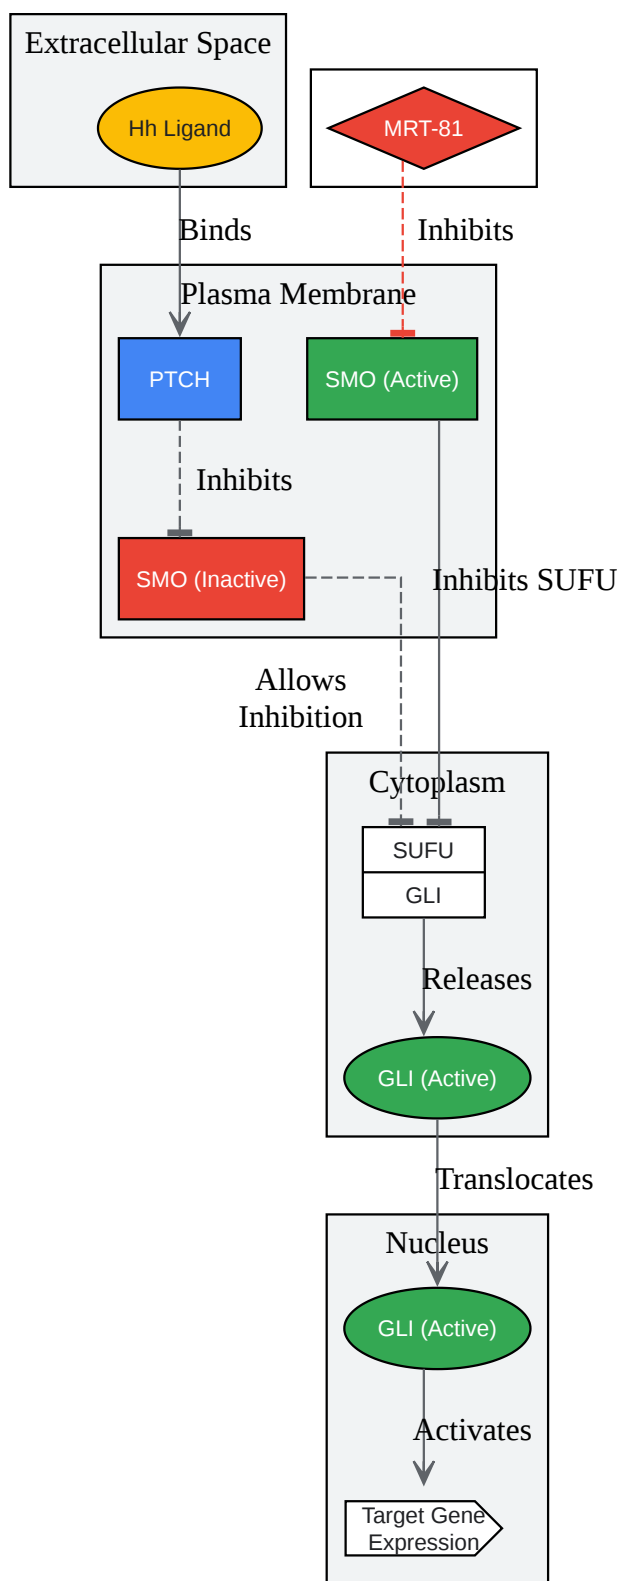 Extracellular Space
Hh Ligand
MRT-81
Binds
Inhibits
Plasma Membrane
PTCH
SMO (Active)
Inhibits
SMO (Inactive)
Inhibits SUFU
Allows
Inhibition
Cytoplasm
SUFU
GLI
Releases
GLI (Active)
Translocates
Nucleus
GLI (Active)
Activates
Target Gene
Expression